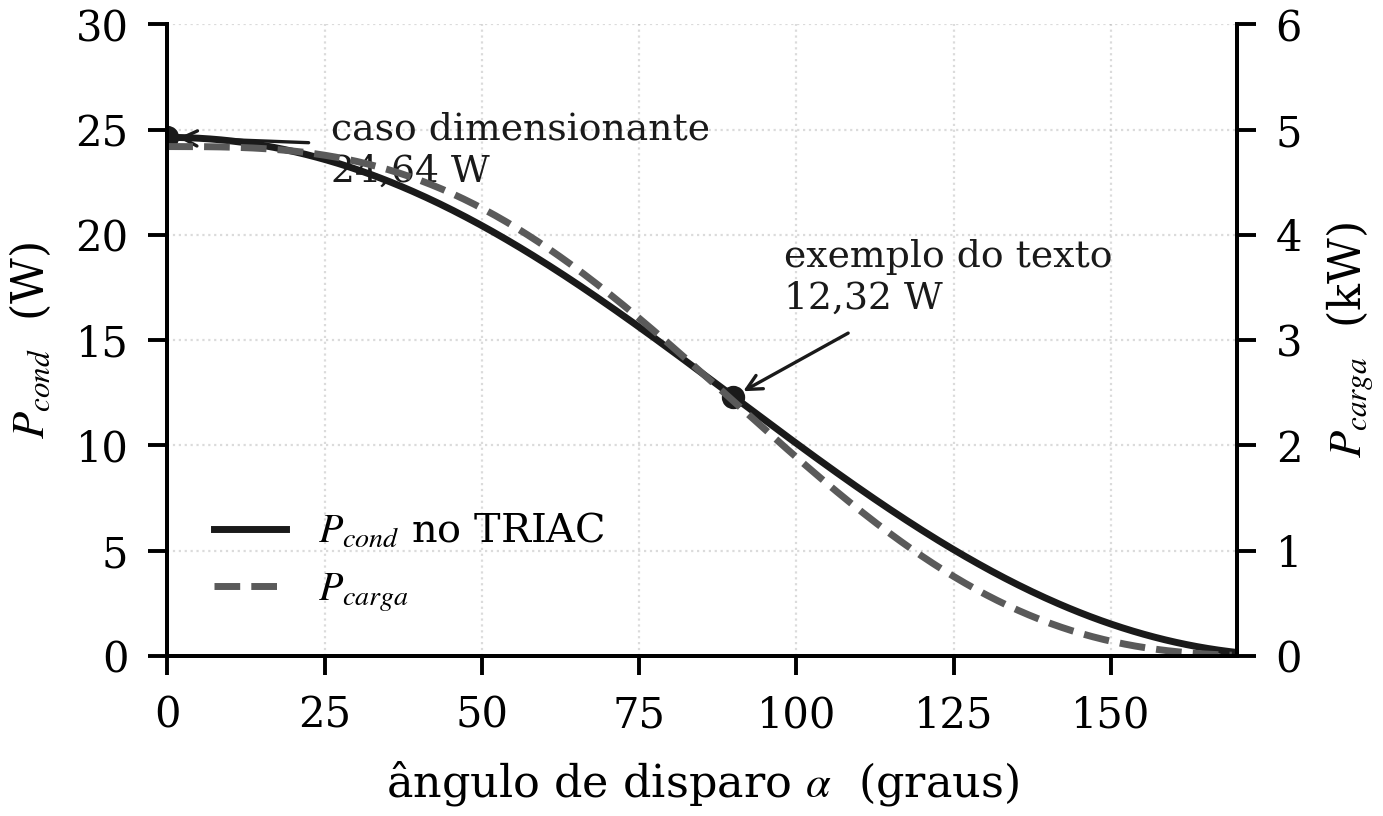 30
25
20
15
10
5
0
6
5
4
3
2
1
0
P_cond (W)
P_carga (kW)
caso dimensionante
24,64 W
exemplo do texto
12,32 W
P_cond no TRIAC
P_carga
0 25 50 75 100 125 150
ângulo de disparo α (graus)